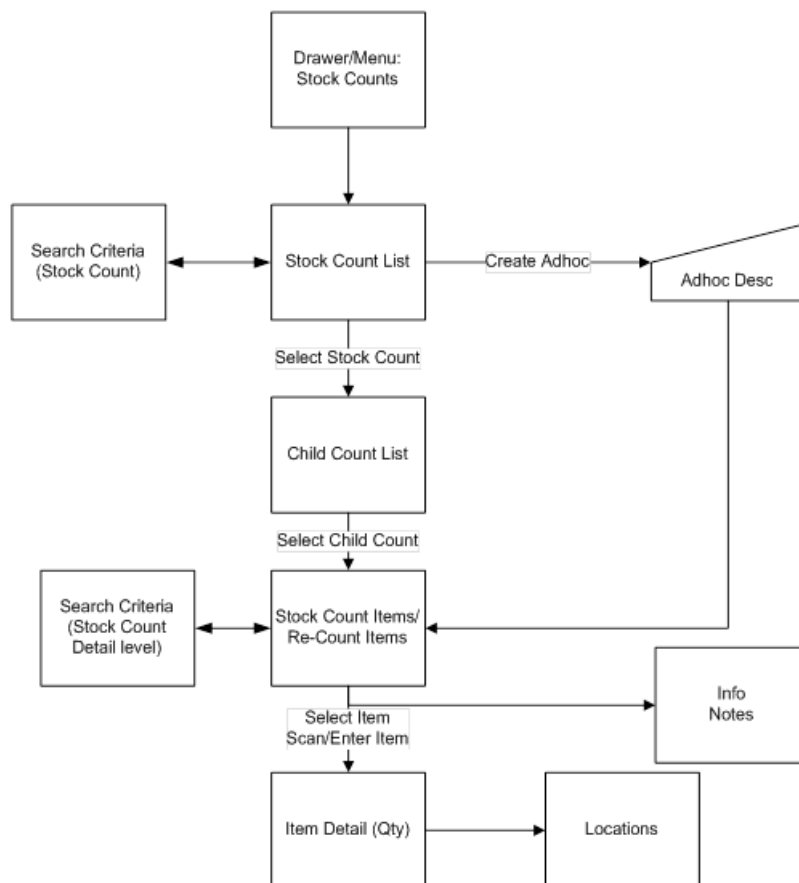 Drawer/Menu:
Stock Counts
Search Criteria
(Stock Count)
Stock Count List
Create Adhoc
Adhoc Desc
Select Stock Count
Child Count List
Select Child Count
Search Criteria
(Stock Count
Detail level)
Stock Count Items/
Re-Count Items
Info
Notes
Select Item
Scan/Enter Item
Item Detail (Qty)
Locations